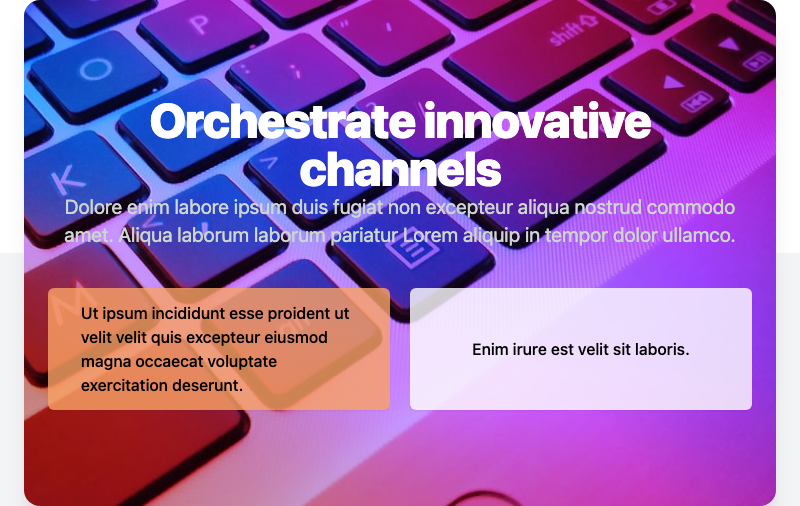 P
shift
O
Orchestrate innovative
channels
K
Dolore enim labore ipsum duis fugiat non excepteur aliqua nostrud commodo
amet. Aliqua laborum laborum pariatur Lorem aliquip in tempor dolor ullamco.
M
Ut ipsum incididunt esse proident ut
velit velit quis excepteur eiusmod
magna occaecat voluptate
exercitation deserunt.
Enim irure est velit sit laboris.